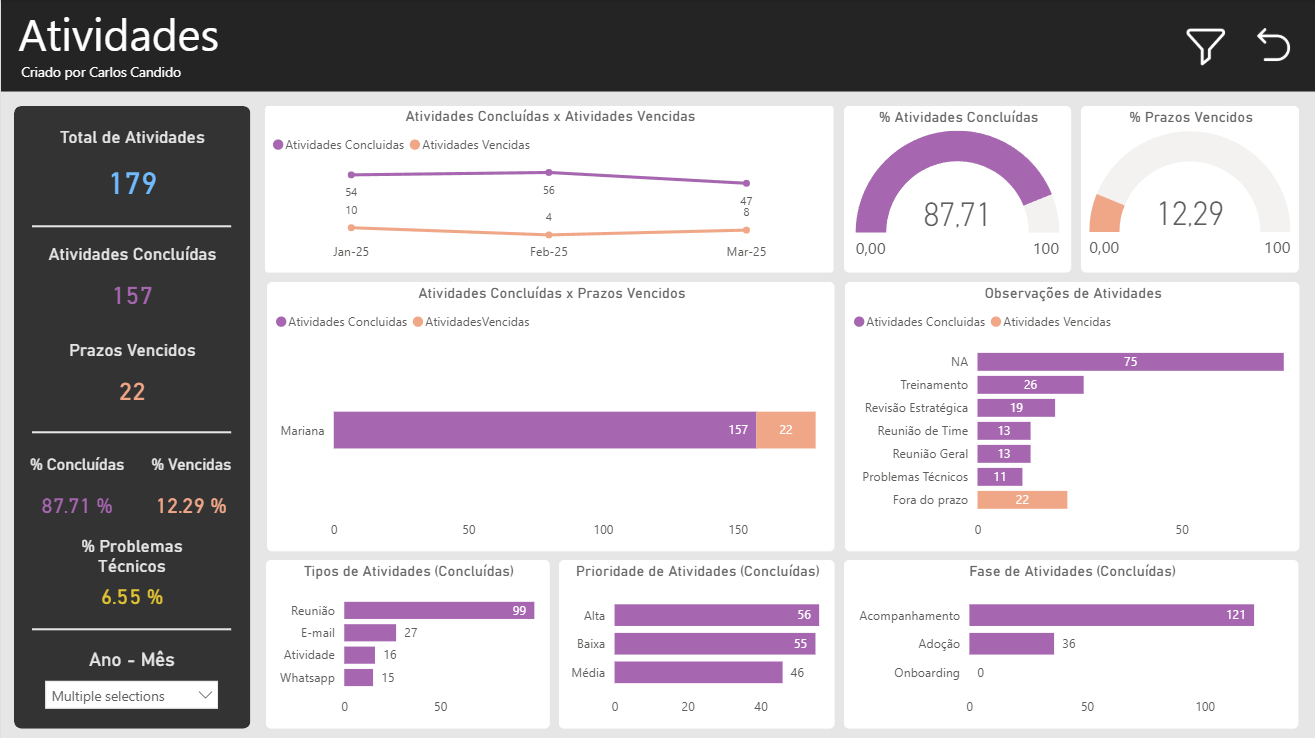 Atividades
Criado por Carlos Candido
Total de Atividades
179
Atividades Concluídas
157
Prazos Vencidos
22
% Concluídas % Vencidas
87.71 % 12.29 %
% Problemas
Técnicos
6.55 %
Ano - Mês
Multiple selections
Atividades Concluídas x Atividades Vencidas
Atividades Concluidas Atividades Vencidas
54 56 47
10 4 8
Jan-25 Feb-25 Mar-25
% Atividades Concluídas
87,71
0,00 100
% Prazos Vencidos
12,29
0,00 100
Atividades Concluídas x Prazos Vencidos
Atividades Concluidas AtividadesVencidas
Mariana 157 22
0 50 100 150
Observações de Atividades
Atividades Concluidas Atividades Vencidas
NA 75
Treinamento 26
Revisão Estratégica 19
Reunião de Time 13
Reunião Geral 13
Problemas Técnicos 11
Fora do prazo 22
0 50
Tipos de Atividades (Concluídas)
Reunião 99
E-mail 27
Atividade 16
Whatsapp 15
0 50
Prioridade de Atividades (Concluídas)
Alta 56
Baixa 55
Média 46
0 20 40
Fase de Atividades (Concluídas)
Acompanhamento 121
Adoção 36
Onboarding 0
0 50 100